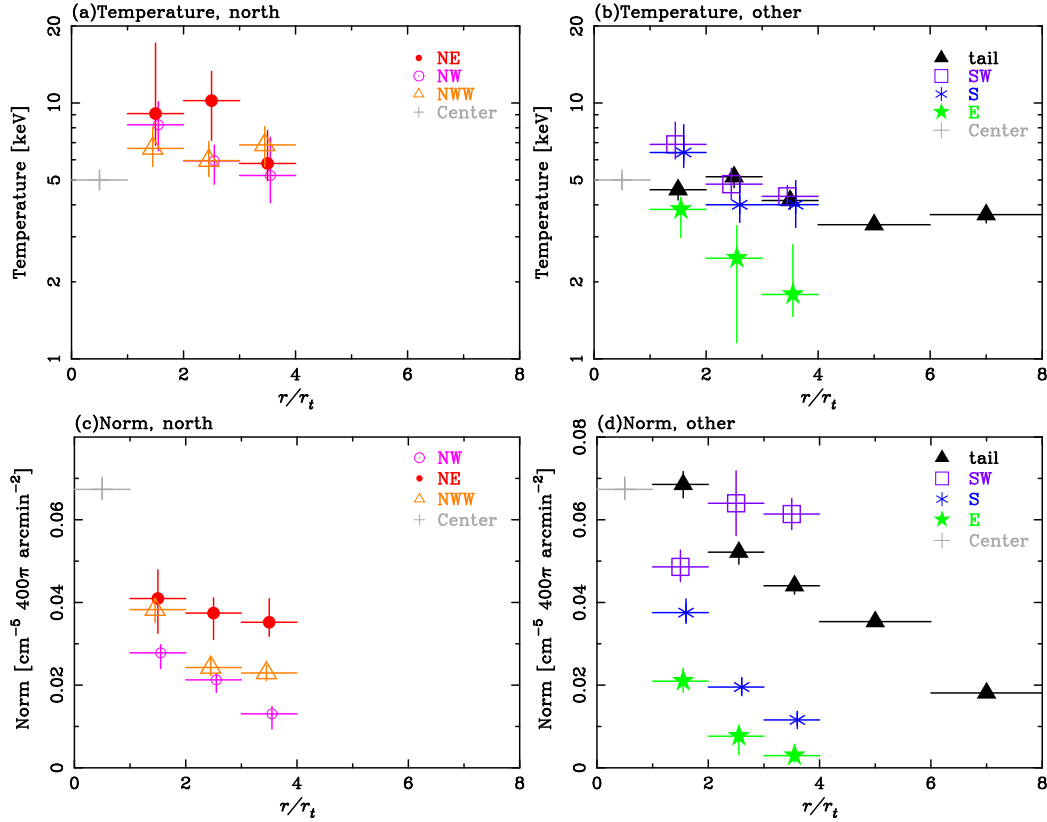 (a)Temperature, north
20
10
5
2
1
Temperature [keV]
NE
NW
NWW
Center
0 2 4 6 8
r/r_t
(b)Temperature, other
20
10
5
2
1
Temperature [keV]
tail
SW
S
E
Center
0 2 4 6 8
r/r_t
(c)Norm, north
0.08
0.06
0.04
0.02
0
Norm [cm⁻⁵ 400π arcmin⁻²]
NW
NE
NWW
Center
0 2 4 6 8
r/r_t
(d)Norm, other
0.08
0.06
0.04
0.02
0
Norm [cm⁻⁵ 400π arcmin⁻²]
tail
SW
S
E
Center
0 2 4 6 8
r/r_t